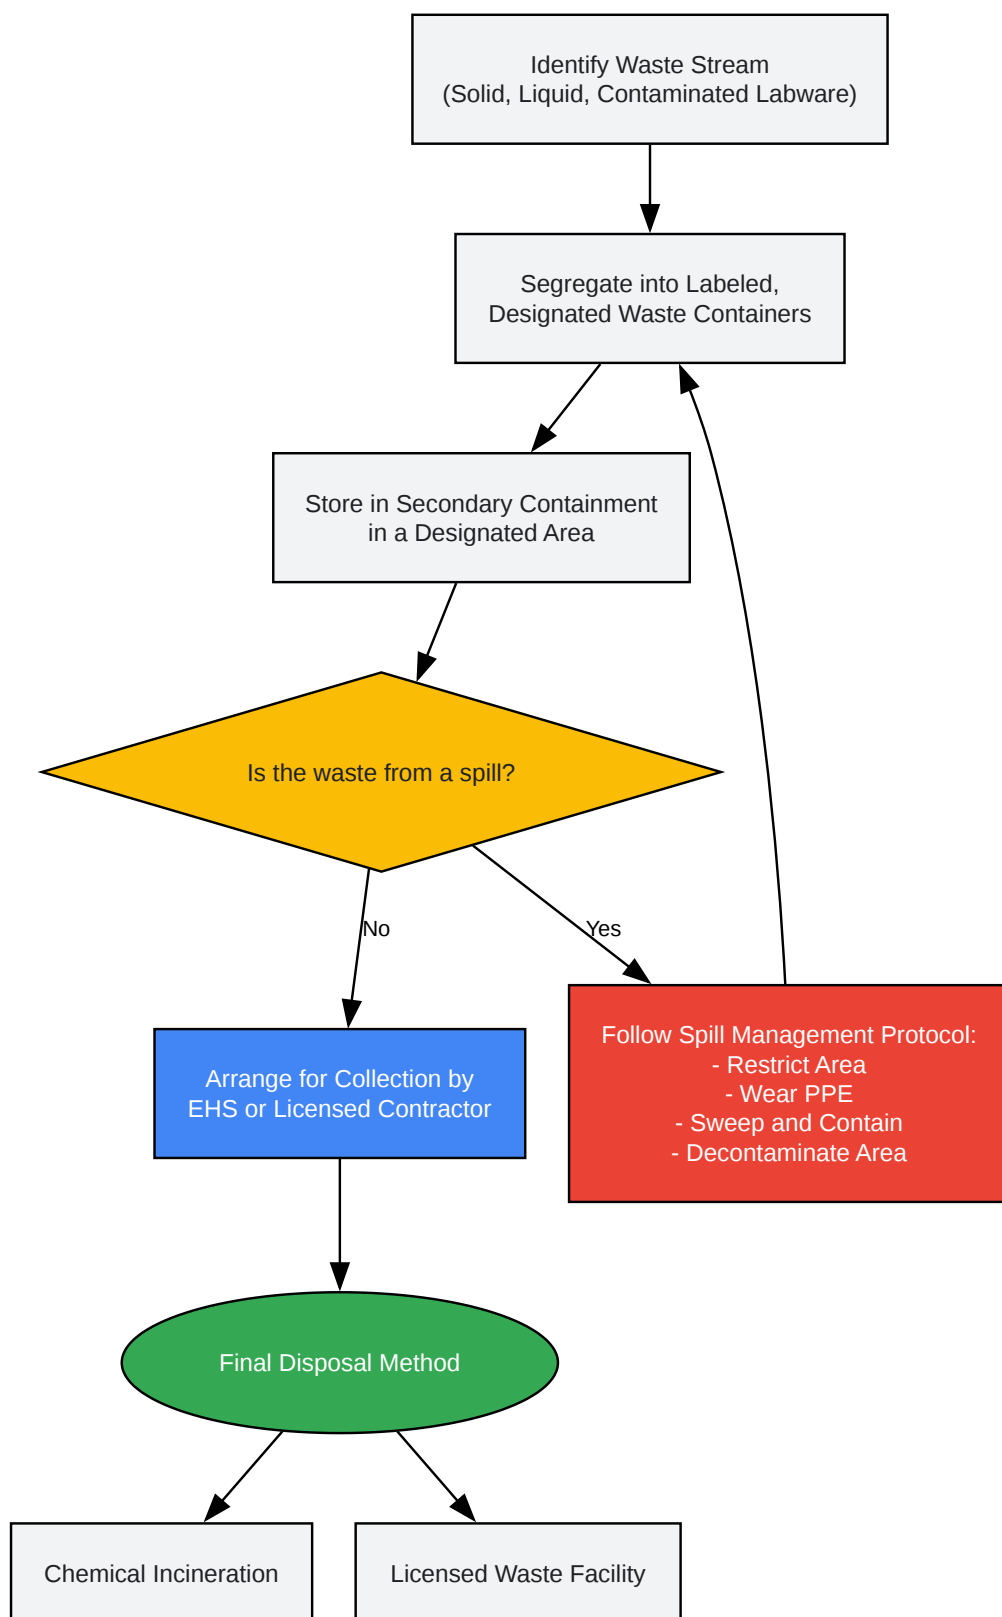 Identify Waste Stream
(Solid, Liquid, Contaminated Labware)
Segregate into Labeled,
Designated Waste Containers
Store in Secondary Containment
in a Designated Area
Is the waste from a spill?
No
Yes
Arrange for Collection by
EHS or Licensed Contractor
Follow Spill Management Protocol:
- Restrict Area
- Wear PPE
- Sweep and Contain
- Decontaminate Area
Final Disposal Method
Chemical Incineration
Licensed Waste Facility